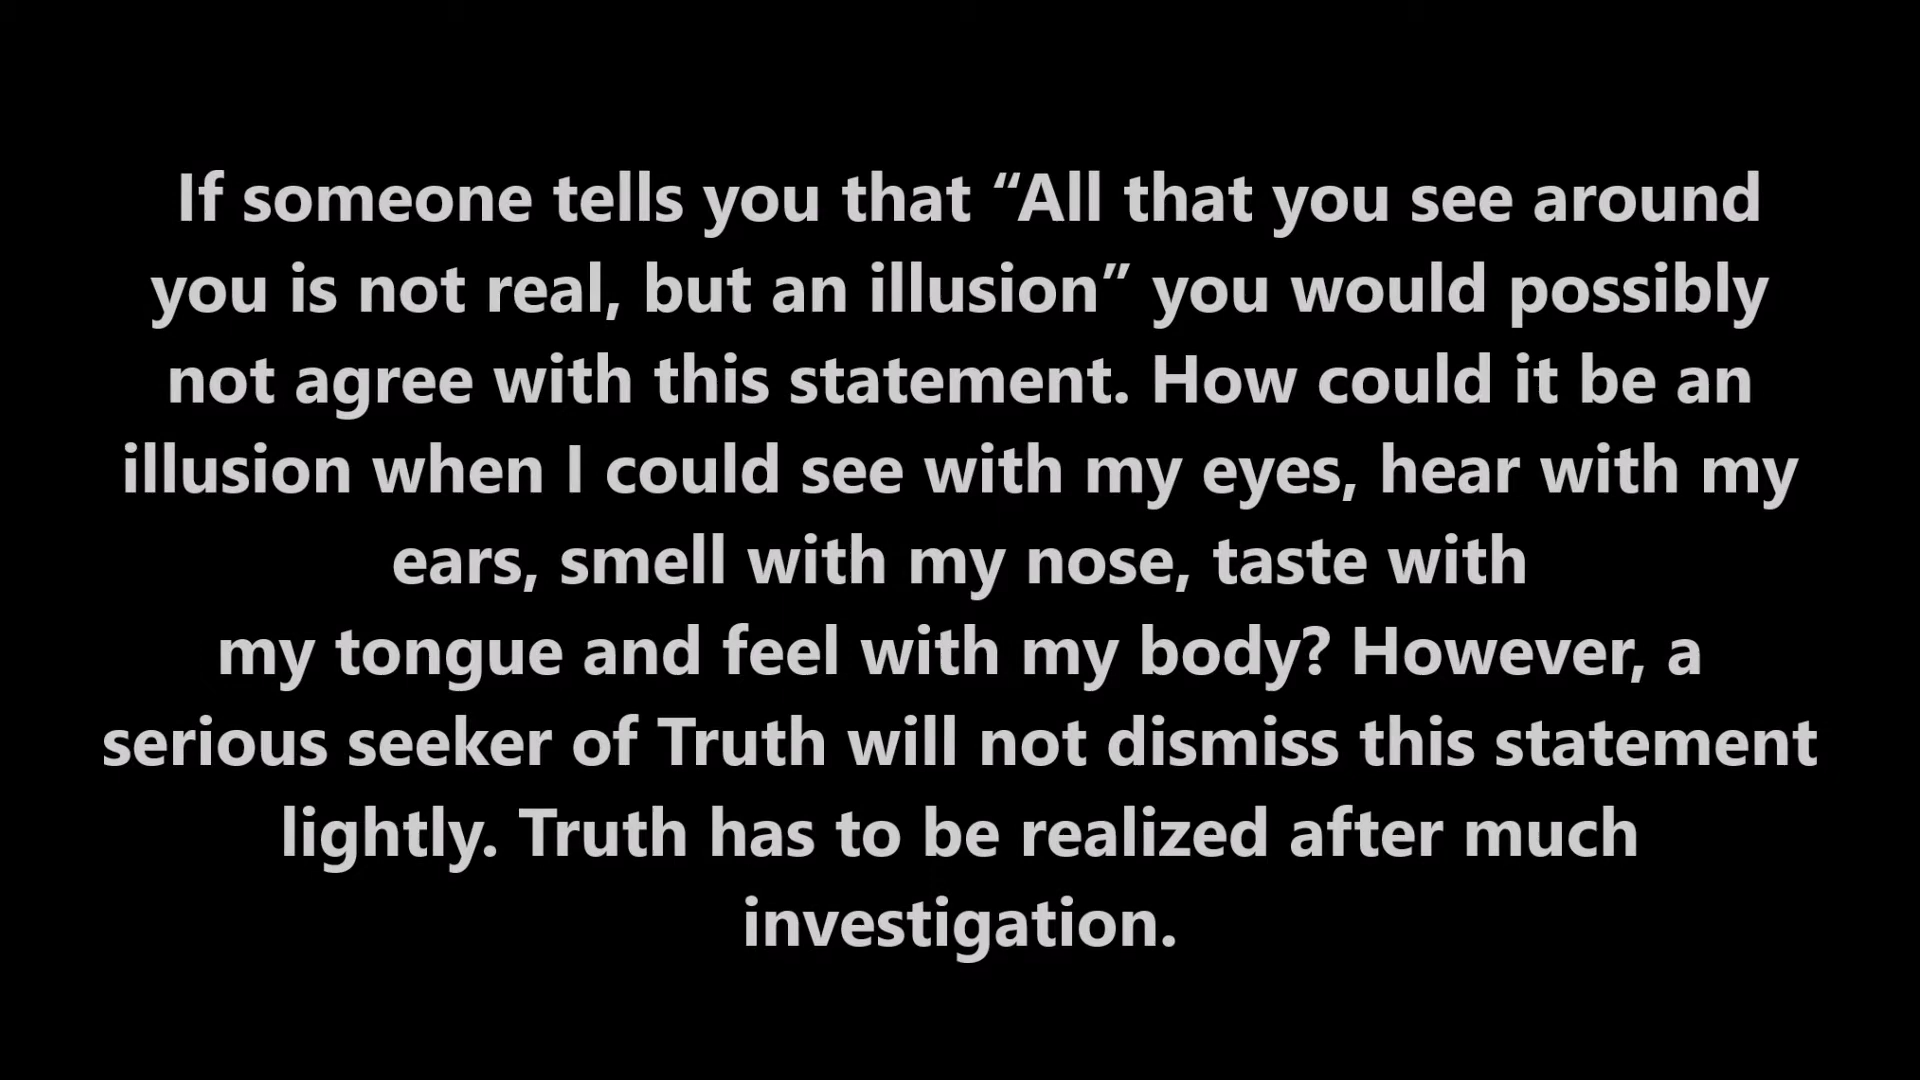 If someone tells you that “All that you see around
you is not real, but an illusion” you would possibly
not agree with this statement. How could it be an
illusion when I could see with my eyes, hear with my
ears, smell with my nose, taste with
my tongue and feel with my body? However, a
serious seeker of Truth will not dismiss this statement
lightly. Truth has to be realized after much
investigation.